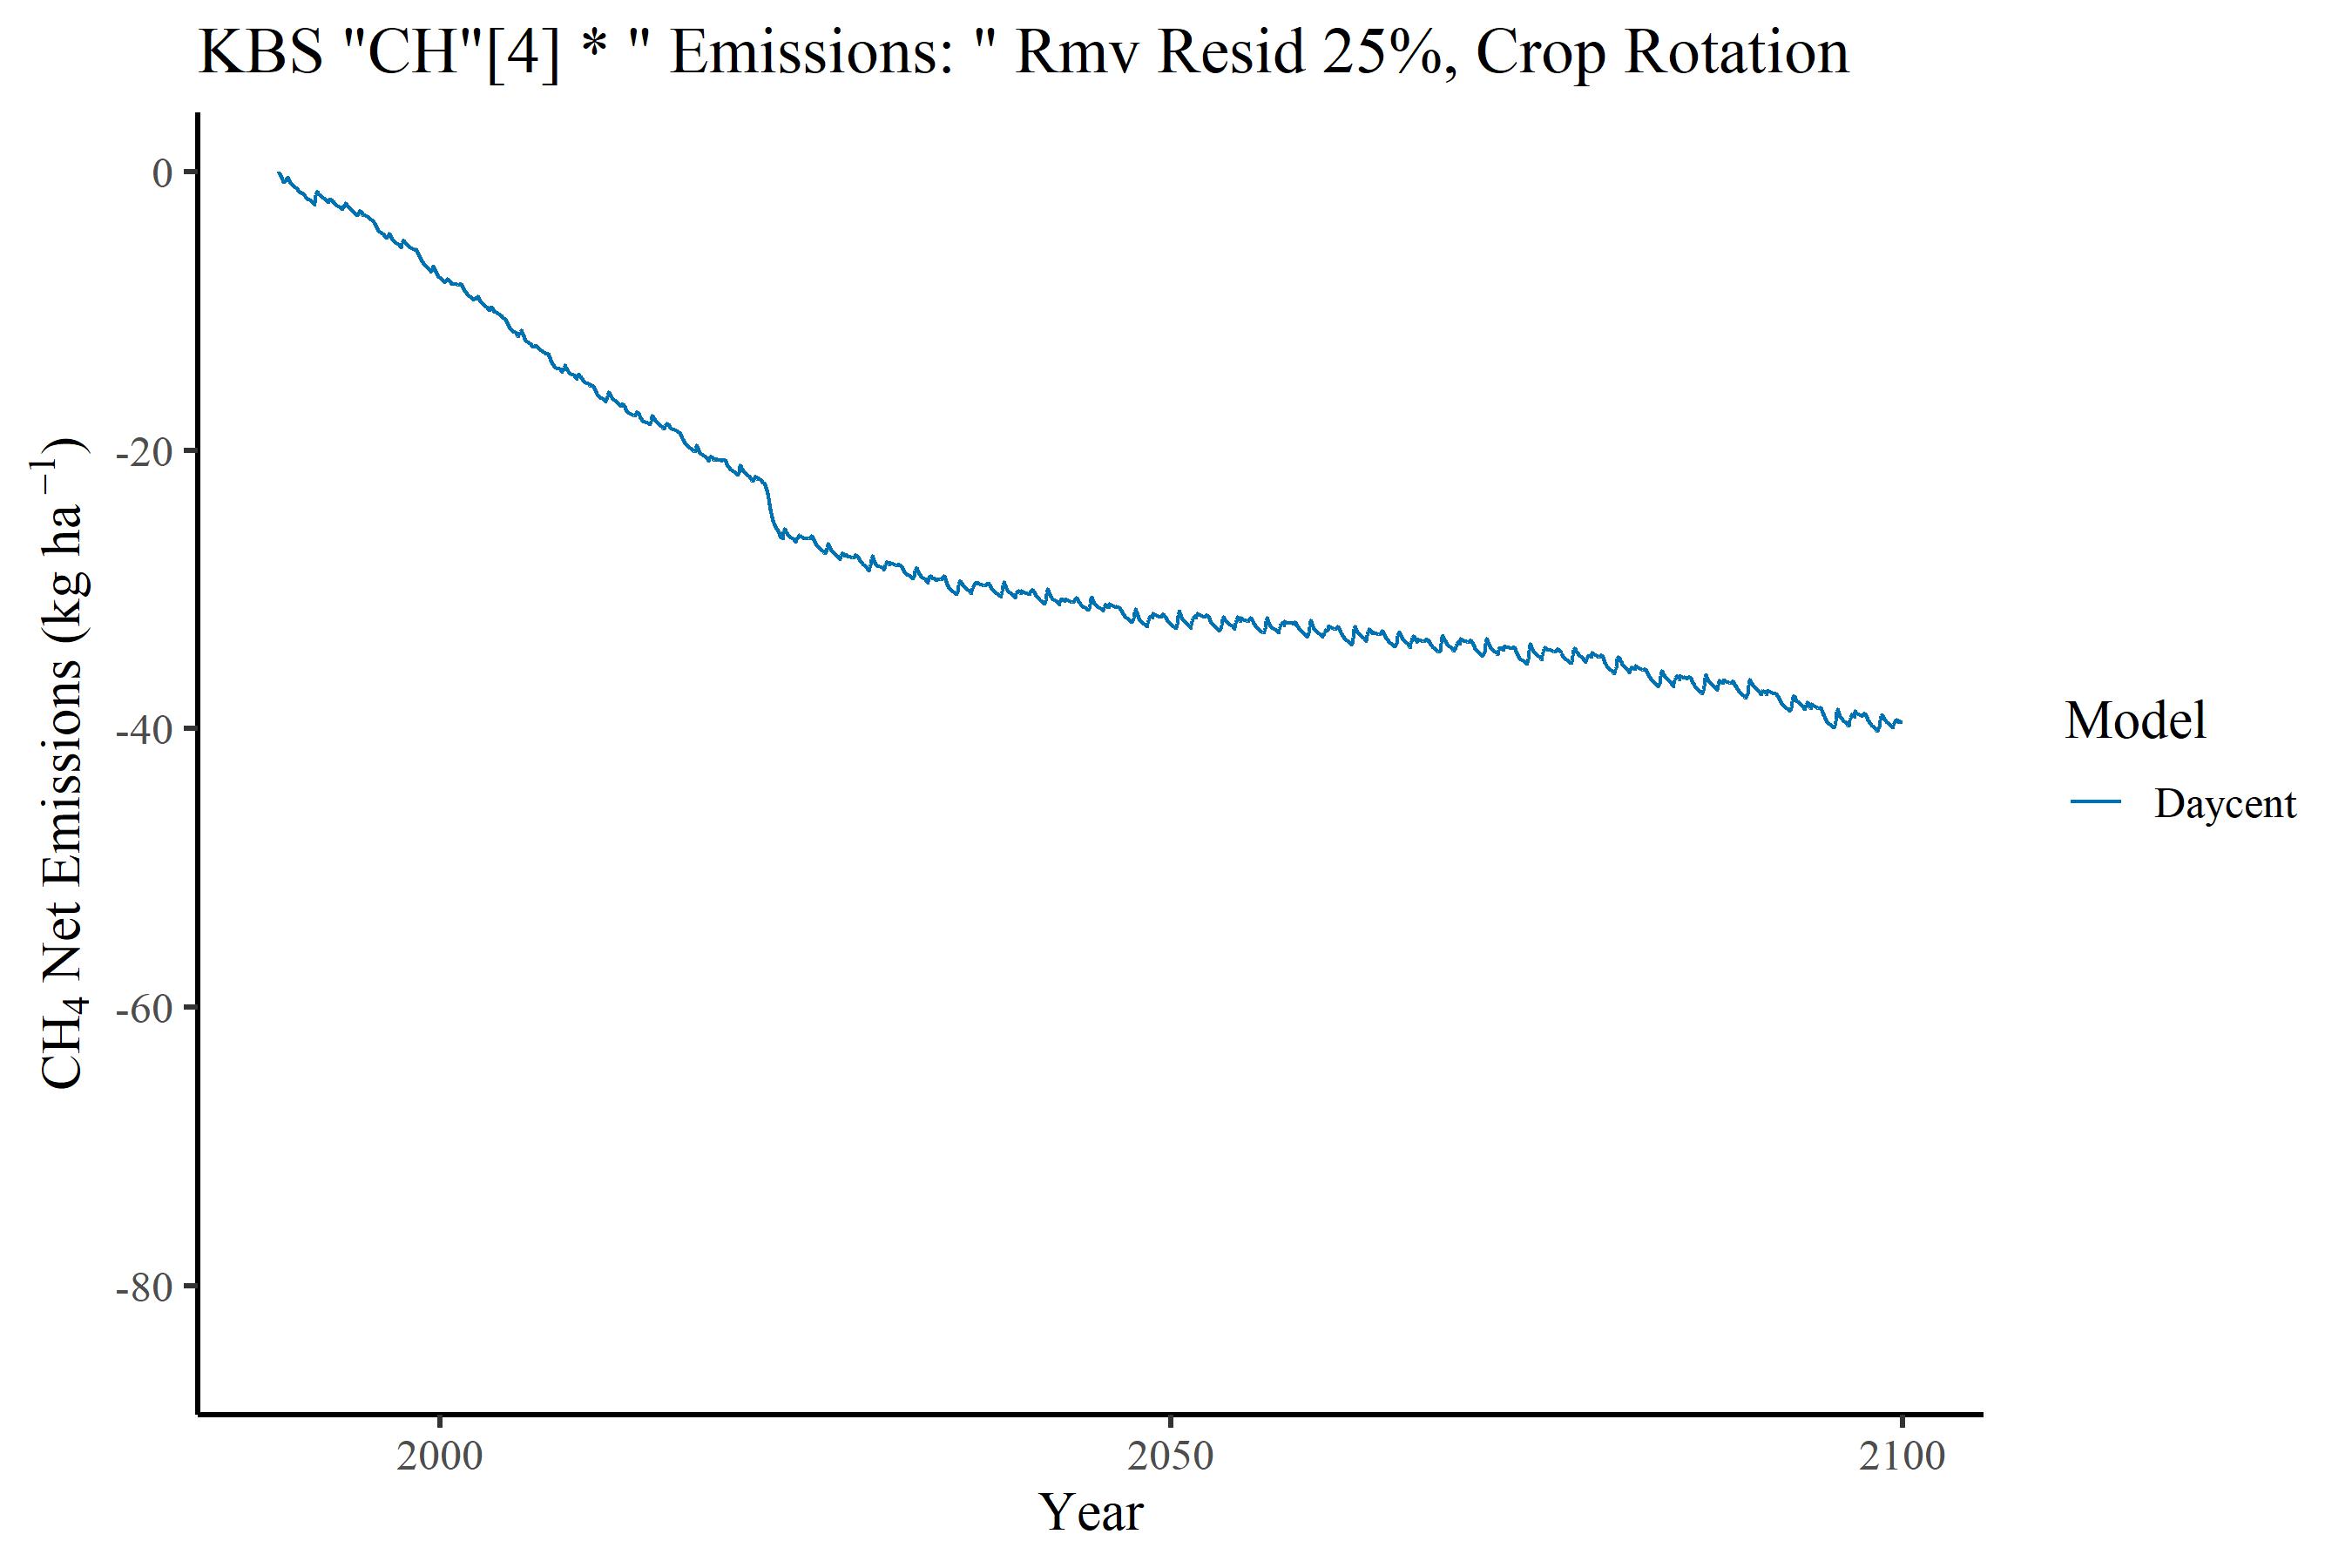 KBS "CH"[4] * " Emissions: " Rmv Resid 25%, Crop Rotation
CH₄ Net Emissions (kg ha ⁻¹)
0
-20
-40
-60
-80
2000
2050
2100
Year
Model
Daycent